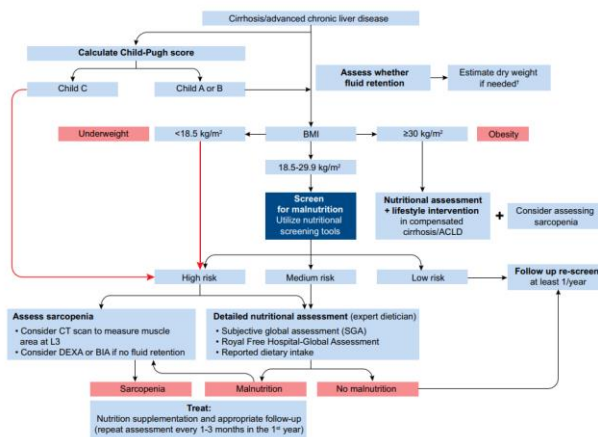 Cirrhosis/advanced chronic liver disease
Calculate Child-Pugh score
Child C
Child A or B
Assess whether
fluid retention
Estimate dry weight
if needed†
Underweight
<18.5 kg/m²
BMI
≥30 kg/m²
Obesity
18.5-29.9 kg/m²
Screen
for malnutrition
Utilize nutritional
screening tools
Nutritional assessment
+ lifestyle intervention
in compensated
cirrhosis/ACLD
+
Consider assessing
sarcopenia
High risk
Medium risk
Low risk
Follow up re-screen
at least 1/year
Assess sarcopenia
• Consider CT scan to measure muscle
area at L3
• Consider DEXA or BIA if no fluid retention
Detailed nutritional assessment (expert dietician)
• Subjective global assessment (SGA)
• Royal Free Hospital-Global Assessment
• Reported dietary intake
Sarcopenia
Malnutrition
No malnutrition
Treat:
Nutrition supplementation and appropriate follow-up
(repeat assessment every 1-3 months in the 1st year)